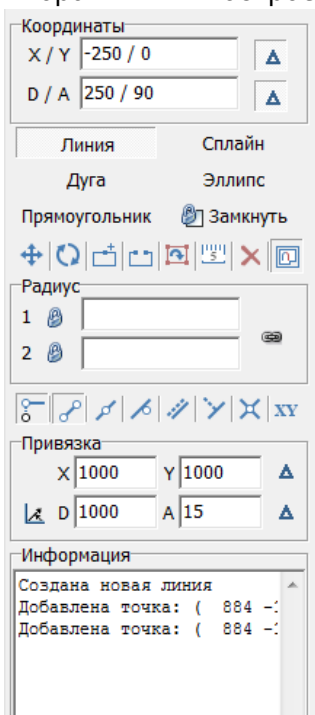 Координаты
X / Y -250 / 0
D / A 250 / 90
Линия Сплайн
Дуга Эллипс
Прямоугольник Замкнуть
5
Радиус
1
2
XY
Привязка
X 1000 Y 1000
D 1000 A 15
Информация
Создана новая линия
Добавлена точка: ( 884
Добавлена точка: ( 884